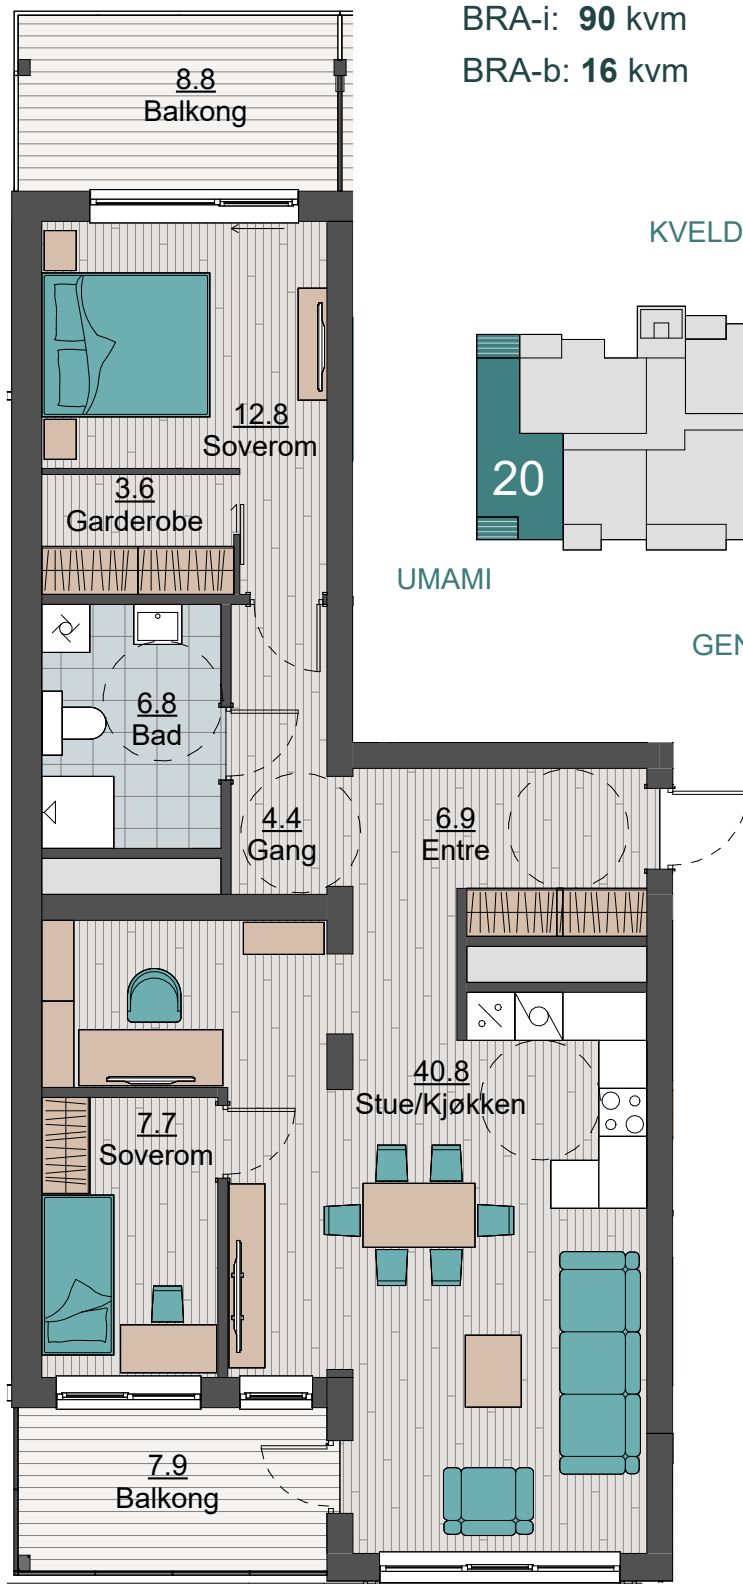 BRA-i: 90 kvm
BRA-b: 16 kvm
8.8
Balkong
KVELD
12.8
Soverom
3.6
Garderobe
20
UMAMI
6.8
Bad
4.4
Gang
6.9
Entre
40.8
Stue/Kjøkken
7.7
Soverom
7.9
Balkong